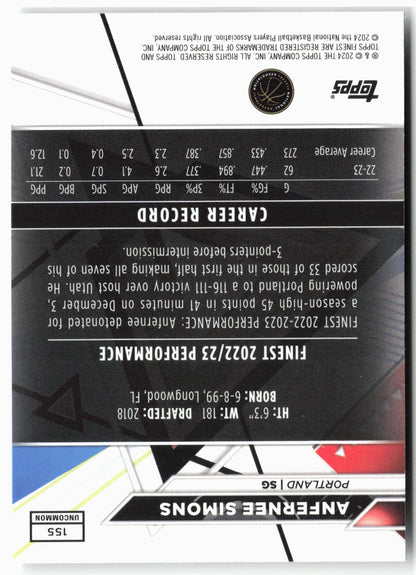 155
UNCOMMON
ANFERNEE SIMONS
PORTLAND | SG
HT: 6'3" WT: 181 DRAFTED: 2018
BORN: 6-8-99, Longwood, FL
FINEST 2022/23 PERFORMANCE
FINEST 2022-2023 PERFORMANCE: Anfernee detonated for
a season-high 45 points in 41 minutes on December 3,
powering Portland to a 116-111 victory over host Utah. He
scored 33 of those in the first half, making all seven of his
3-pointers before intermission.
CAREER RECORD
G FG% FT% 3P% RPG APG SPG BPG PPG
22-23 62 .447 .894 .377 2.6 4.1 0.7 0.2 21.1
Career Average 273 .433 .857 .387 2.3 2.5 0.4 0.1 12.6
topps
® & © 2024 THE TOPPS COMPANY, INC. ALL RIGHTS RESERVED. TOPPS AND
TOPPS FINEST ARE REGISTERED TRADEMARKS OF THE TOPPS COMPANY, INC.
© 2024 the National Basketball Players Association. All rights reserved.